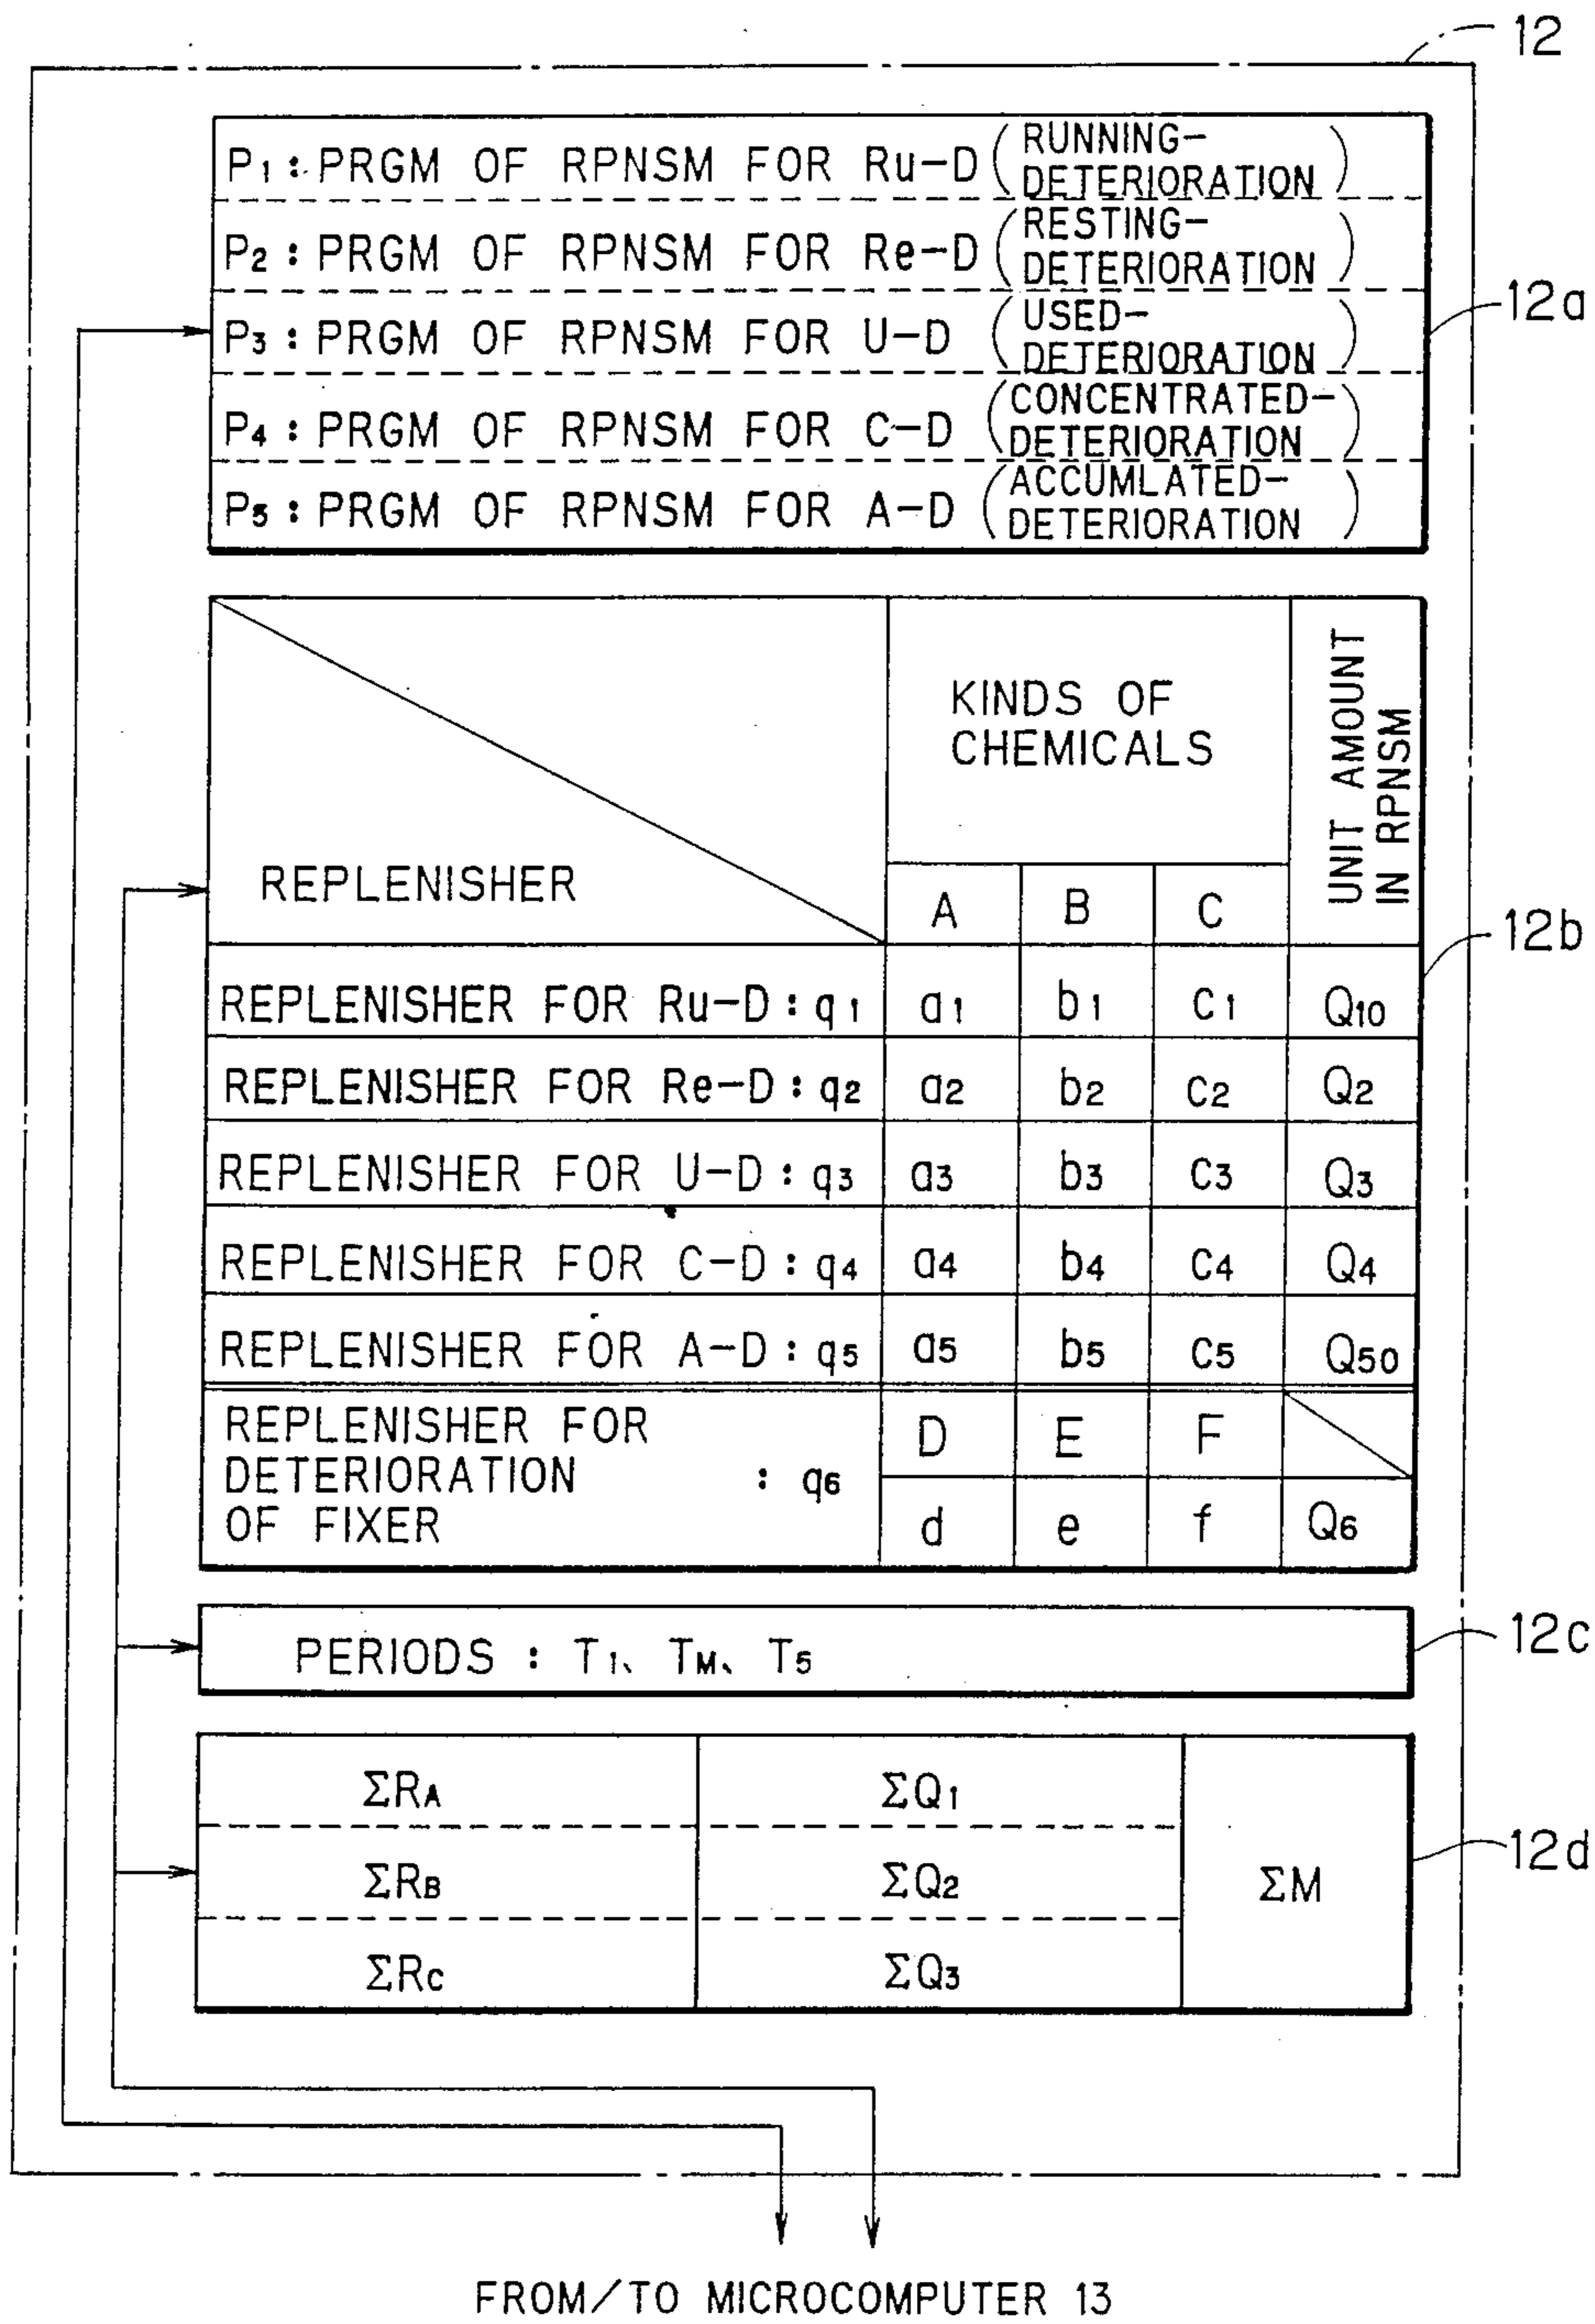 12
P1 : PRGM OF RPNSM FOR Ru-D (RUNNING-
DETERIORATION)
P2 : PRGM OF RPNSM FOR Re-D (RESTING-
DETERIORATION)
P3 : PRGM OF RPNSM FOR U-D (USED-
DETERIORATION)
P4 : PRGM OF RPNSM FOR C-D (CONCENTRATED-
DETERIORATION)
P5 : PRGM OF RPNSM FOR A-D (ACCUMLATED-
DETERIORATION)
12a
KINDS OF
CHEMICALS
UNIT AMOUNT
IN RPNSM
REPLENISHER
A B C
12b
REPLENISHER FOR Ru-D : q1 a1 b1 c1 Q10
REPLENISHER FOR Re-D : q2 a2 b2 c2 Q2
REPLENISHER FOR U-D : q3 a3 b3 c3 Q3
REPLENISHER FOR C-D : q4 a4 b4 c4 Q4
REPLENISHER FOR A-D : q5 a5 b5 c5 Q50
REPLENISHER FOR
DETERIORATION : q6
OF FIXER
D E F
d e f Q6
PERIODS : T1、TM、T5
12c
ΣRA ΣQ1
ΣRB ΣQ2 ΣM
ΣRC ΣQ3
12d
FROM/TO MICROCOMPUTER 13